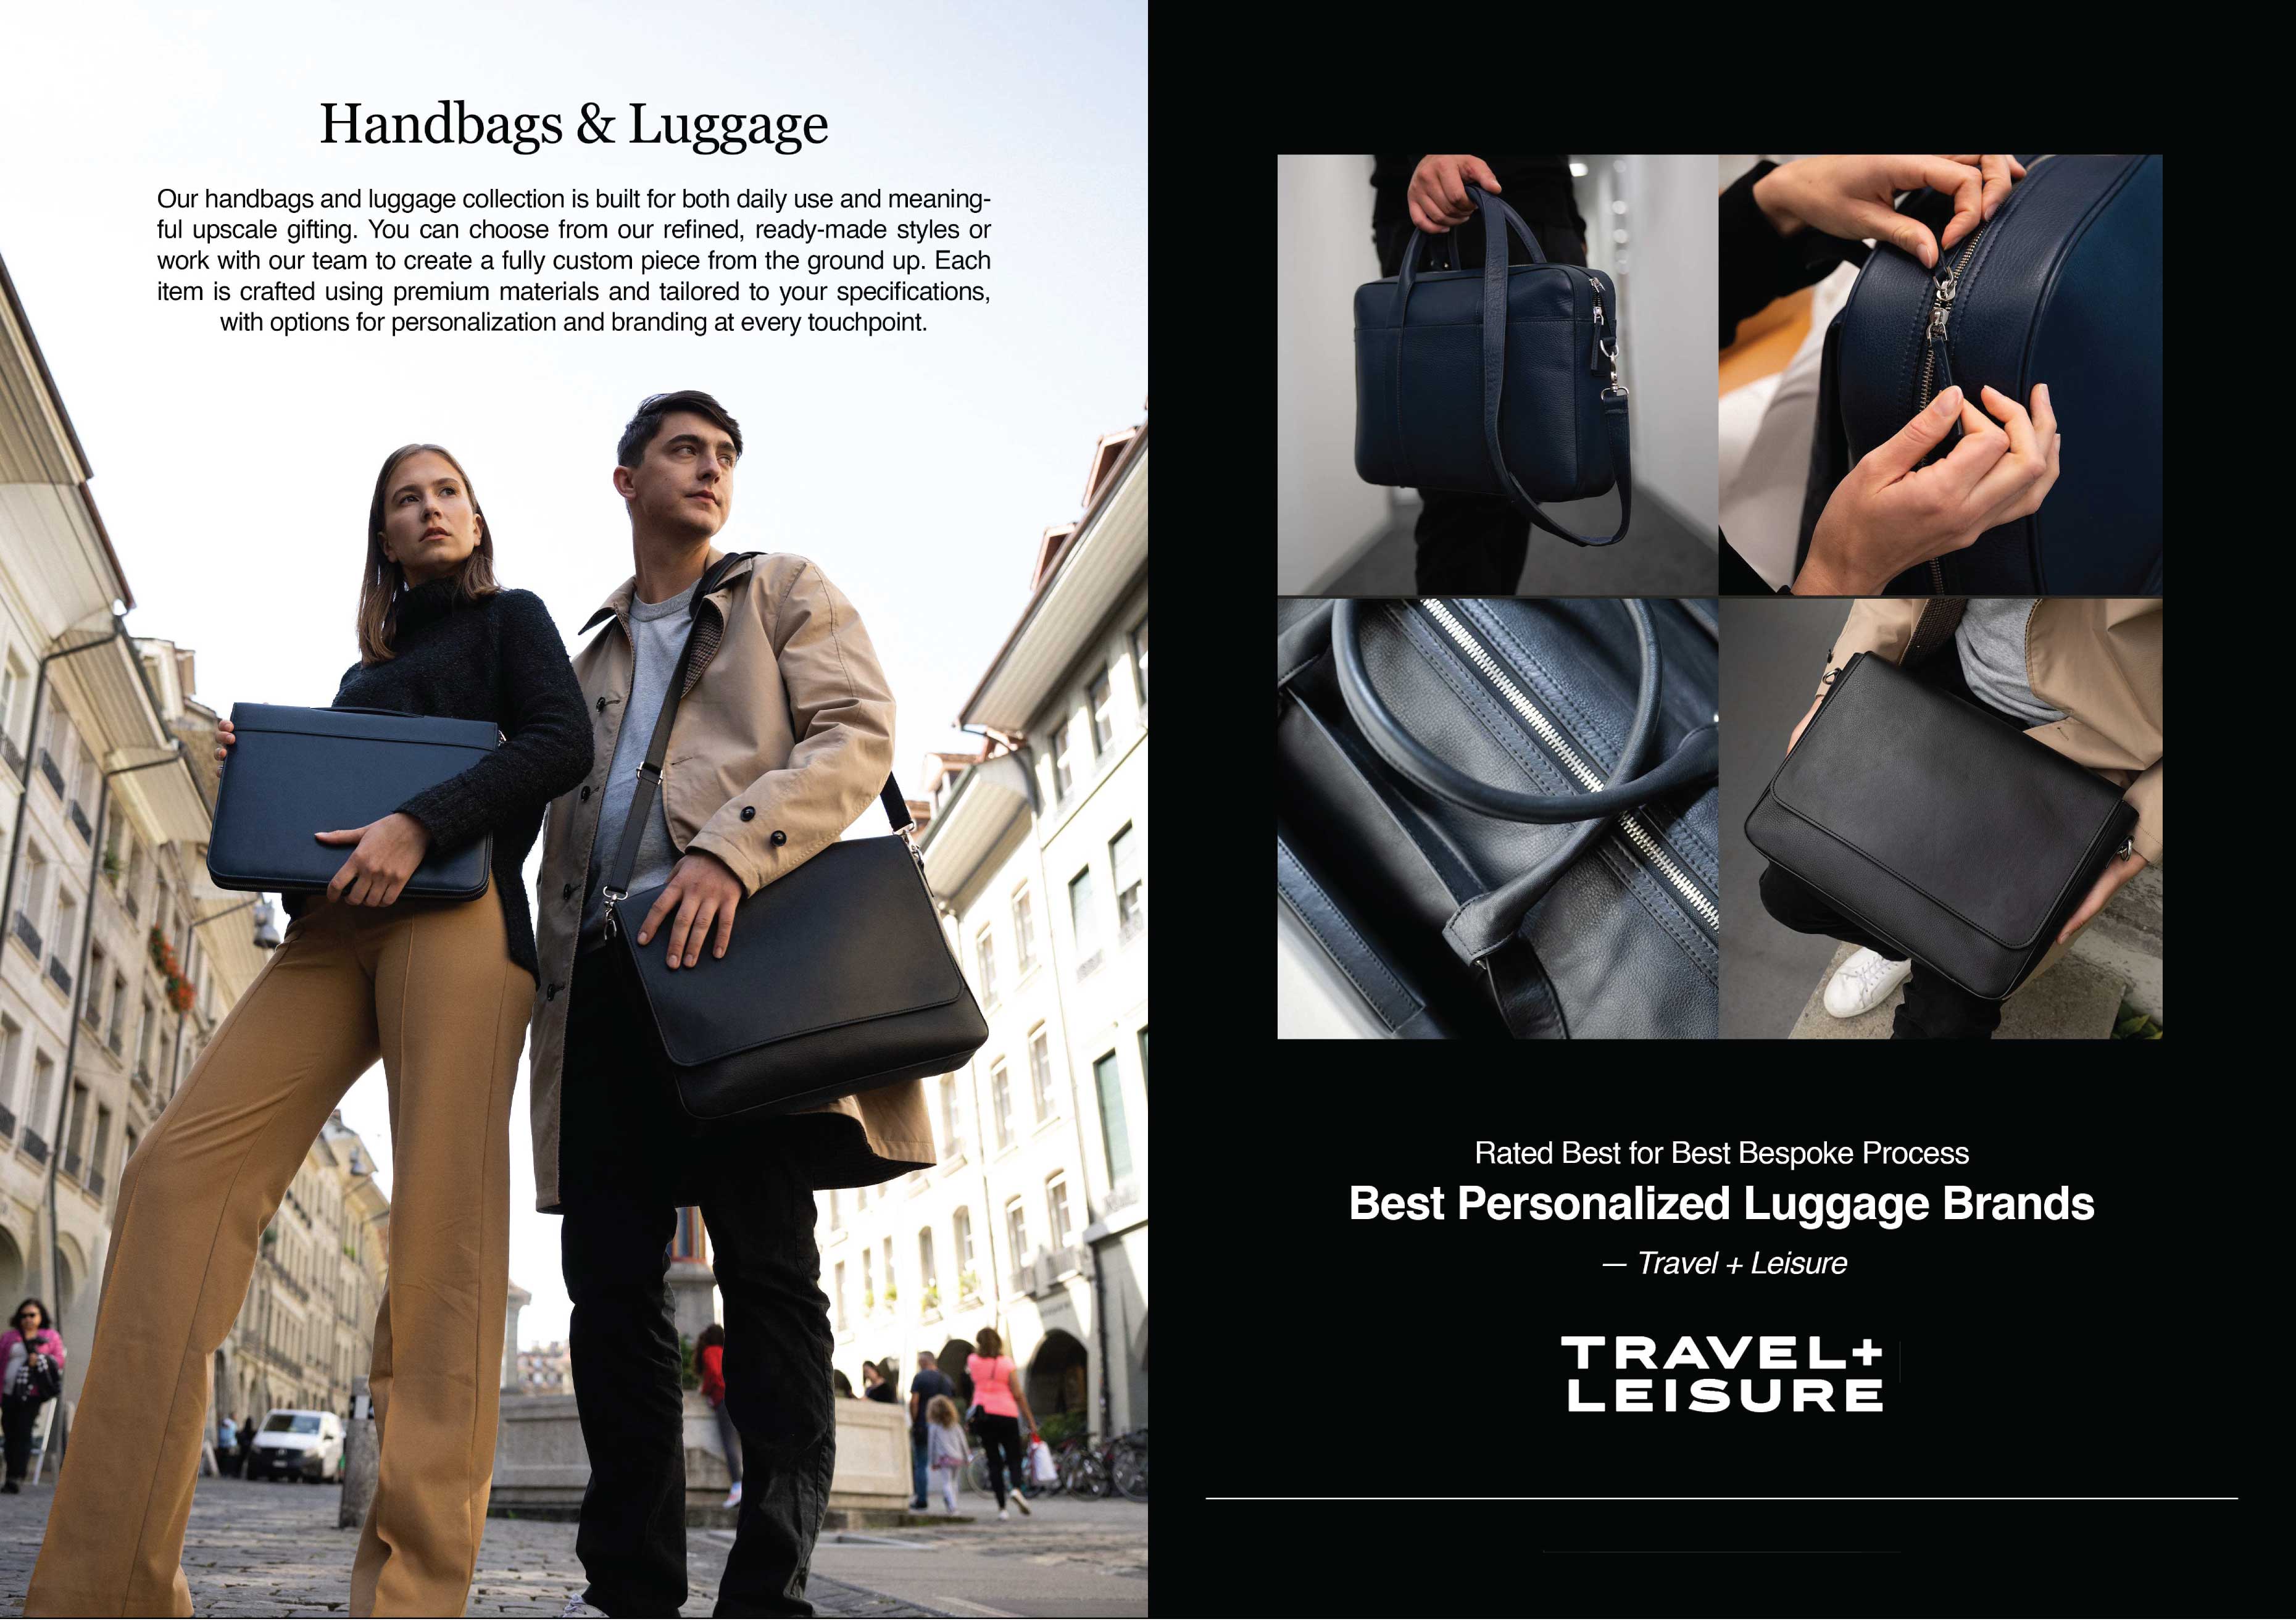 Handbags & Luggage
Our handbags and luggage collection is built for both daily use and meaning-
ful upscale gifting. You can choose from our refined, ready-made styles or
work with our team to create a fully custom piece from the ground up. Each
item is crafted using premium materials and tailored to your specifications,
with options for personalization and branding at every touchpoint.
Rated Best for Best Bespoke Process
Best Personalized Luggage Brands
— Travel + Leisure
TRAVEL+
LEISURE